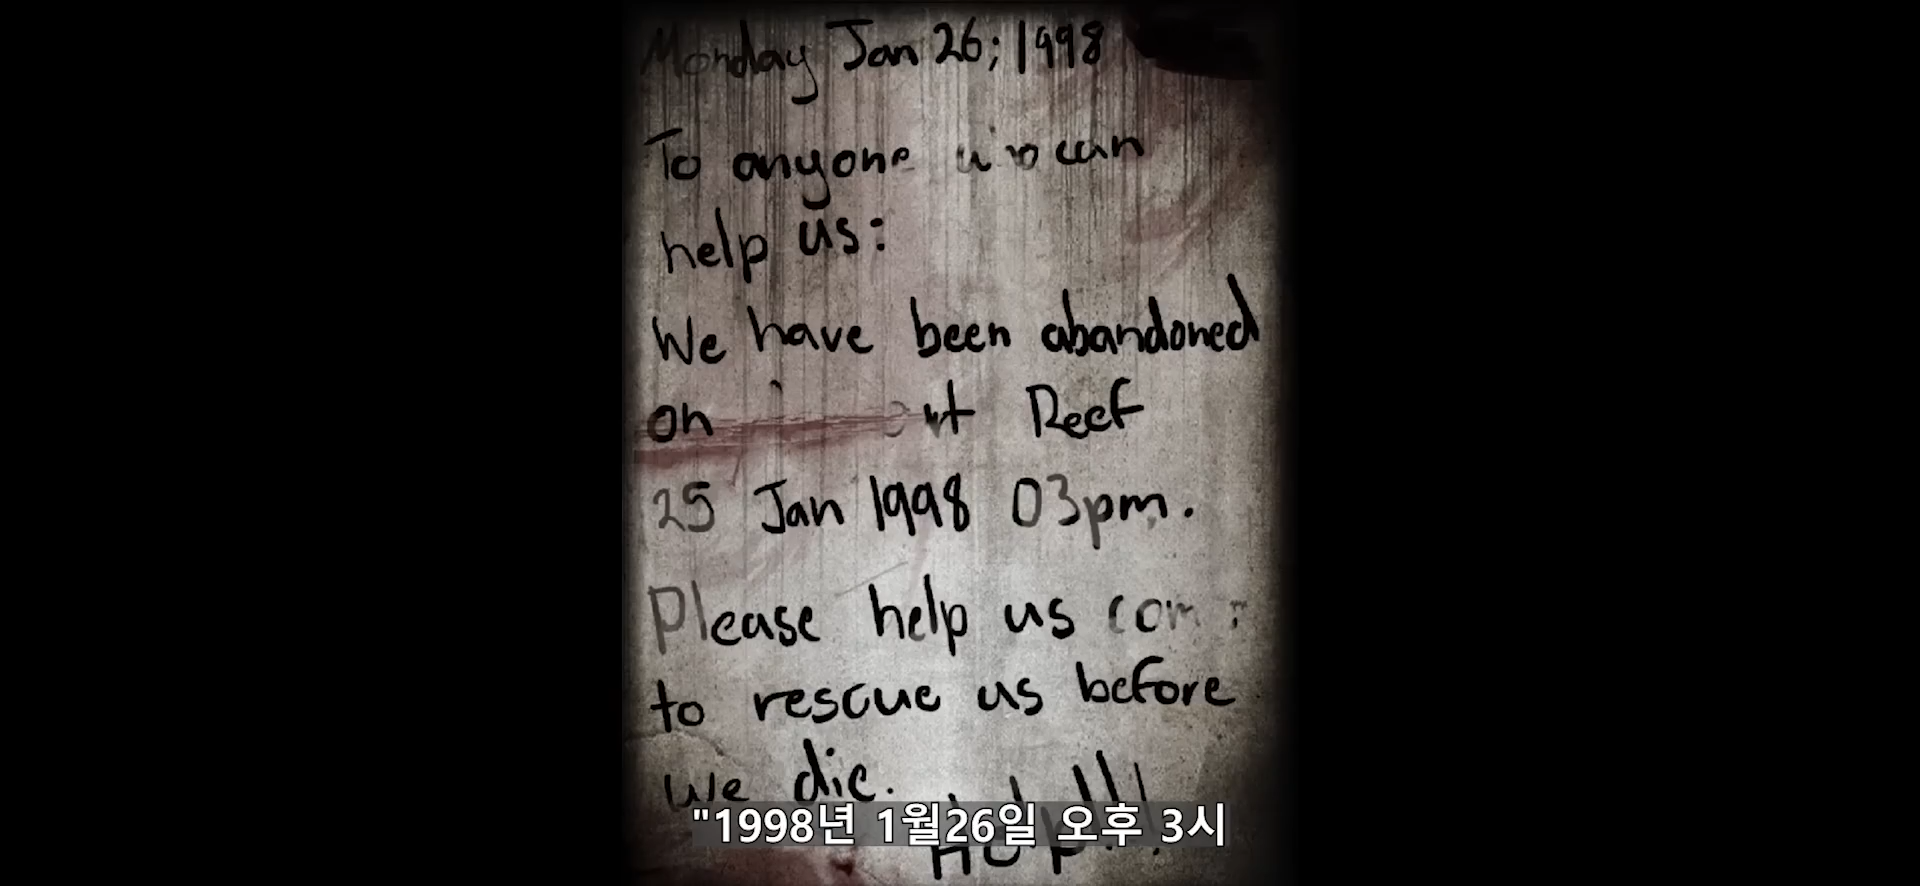 Monday Jan 26; 1998
To anyone who can
help us:
We have been abandoned
on Reef
25 Jan 1998 03pm.
Please help us
to rescue us before
we die.
Help!!!
"1998년 1월26일 오후 3시